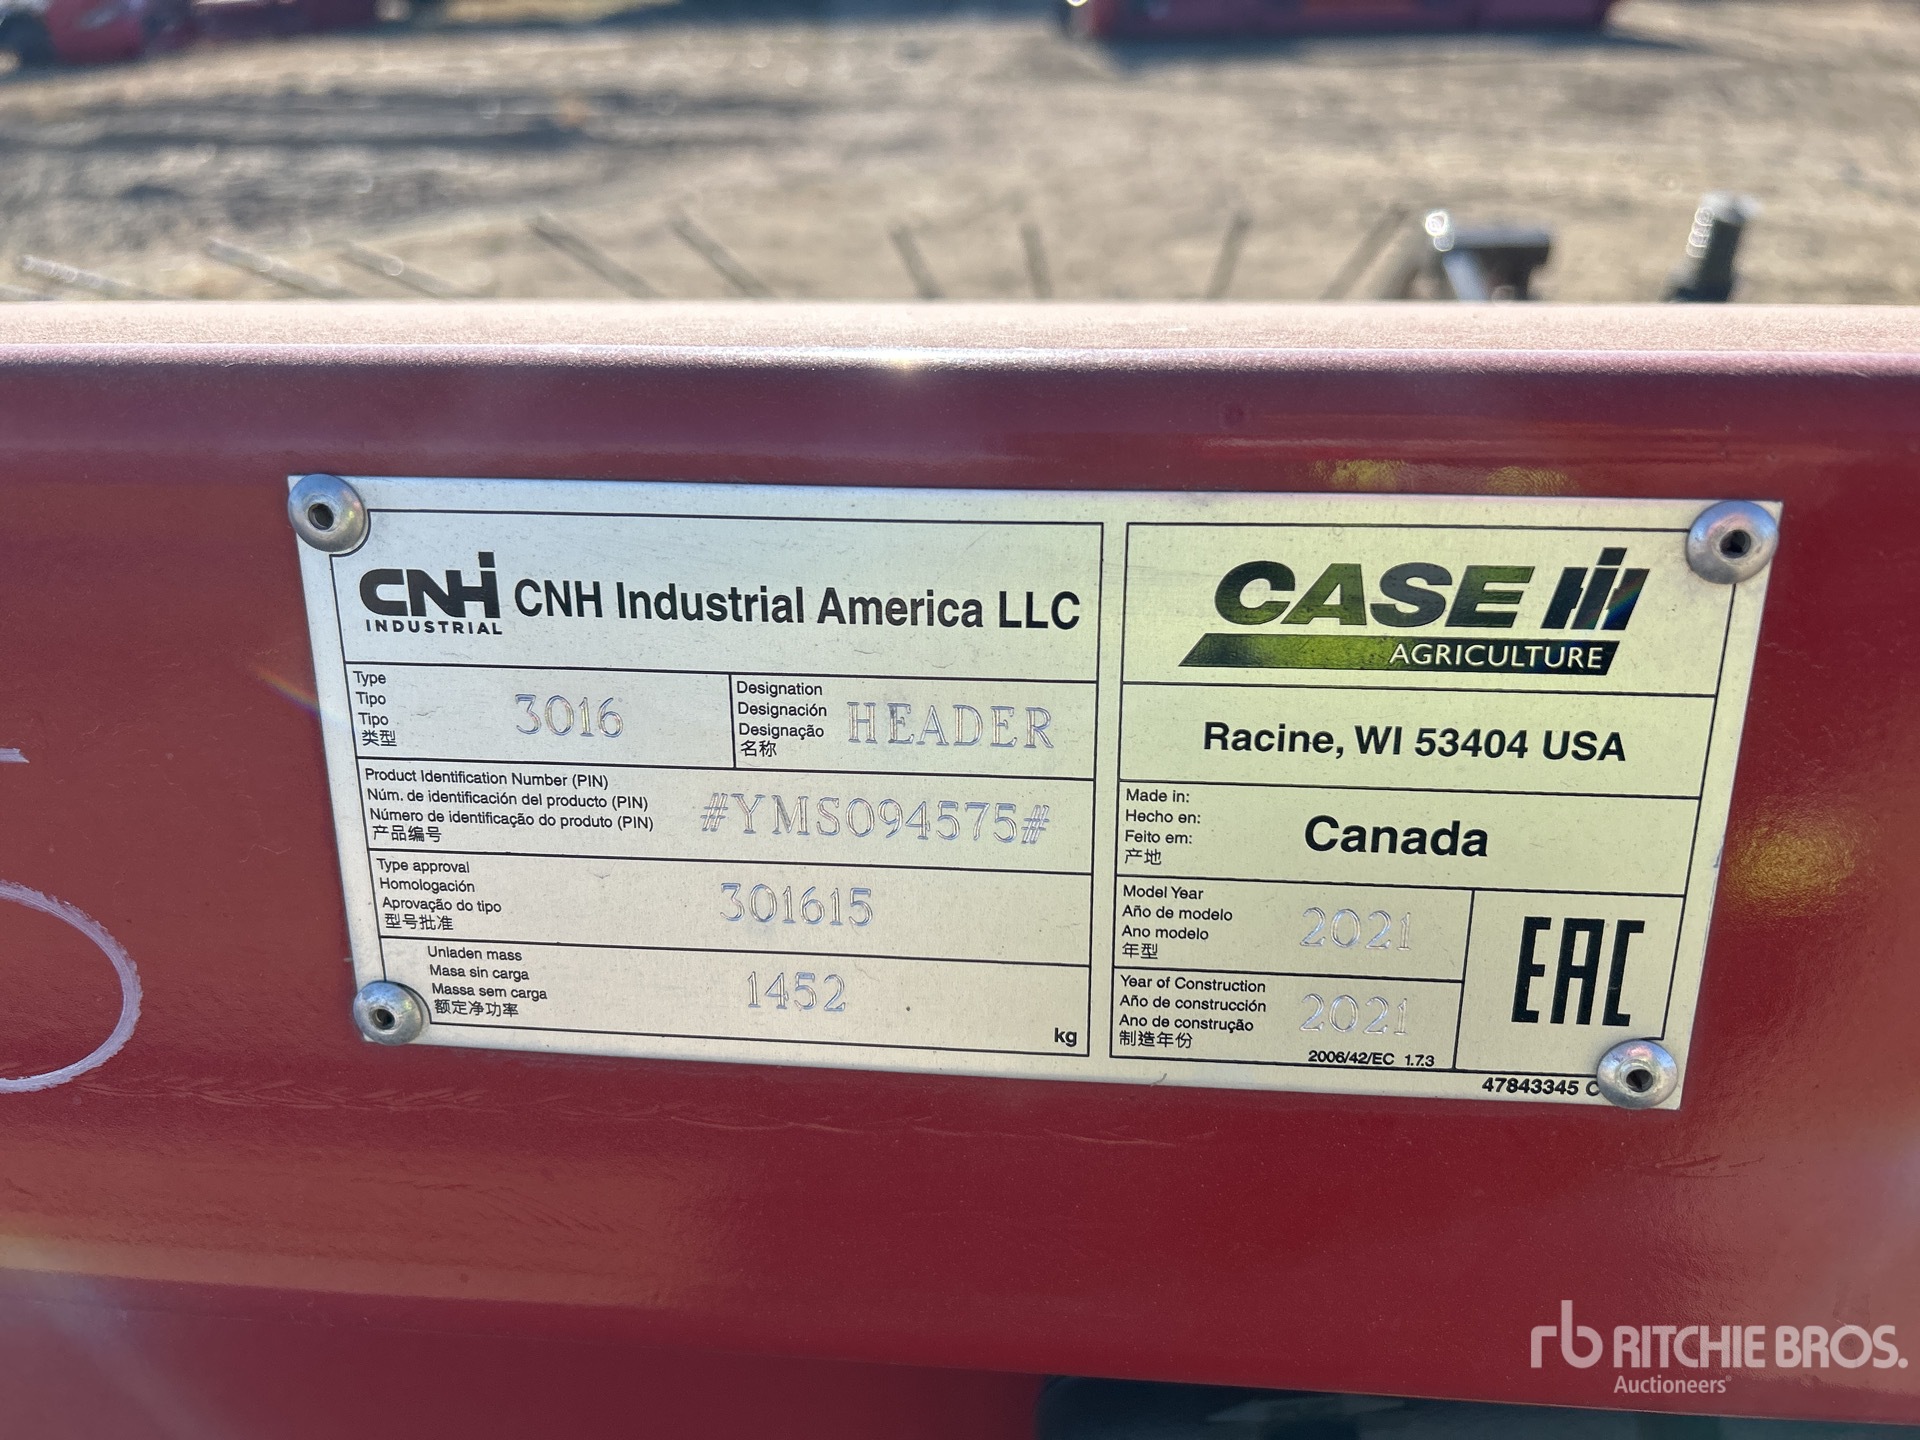 CNH INDUSTRIAL CNH Industrial America LLC
Type
Tipo
Tipo
类型
3016
Designation
Designación
Designação
名称
HEADER
Product Identification Number (PIN)
Núm. de identificación del producto (PIN)
Número de identificação do produto (PIN)
产品编号
#YMS094575#
Type approval
Homologación
Aprovação do tipo
型号批准
301615
Unladen mass
Masa sin carga
Massa sem carga
额定净功率
1452
kg
CASE IH
AGRICULTURE
Racine, WI 53404 USA
Made in:
Hecho en:
Feito em:
产地
Canada
Model Year
Año de modelo
Ano modelo
年型
2021
Year of Construction
Año de construcción
Ano de construção
制造年份
2021
2006/42/EC 1.7.3
EAC
47843345 C
rb RITCHIE BROS.
Auctioneers